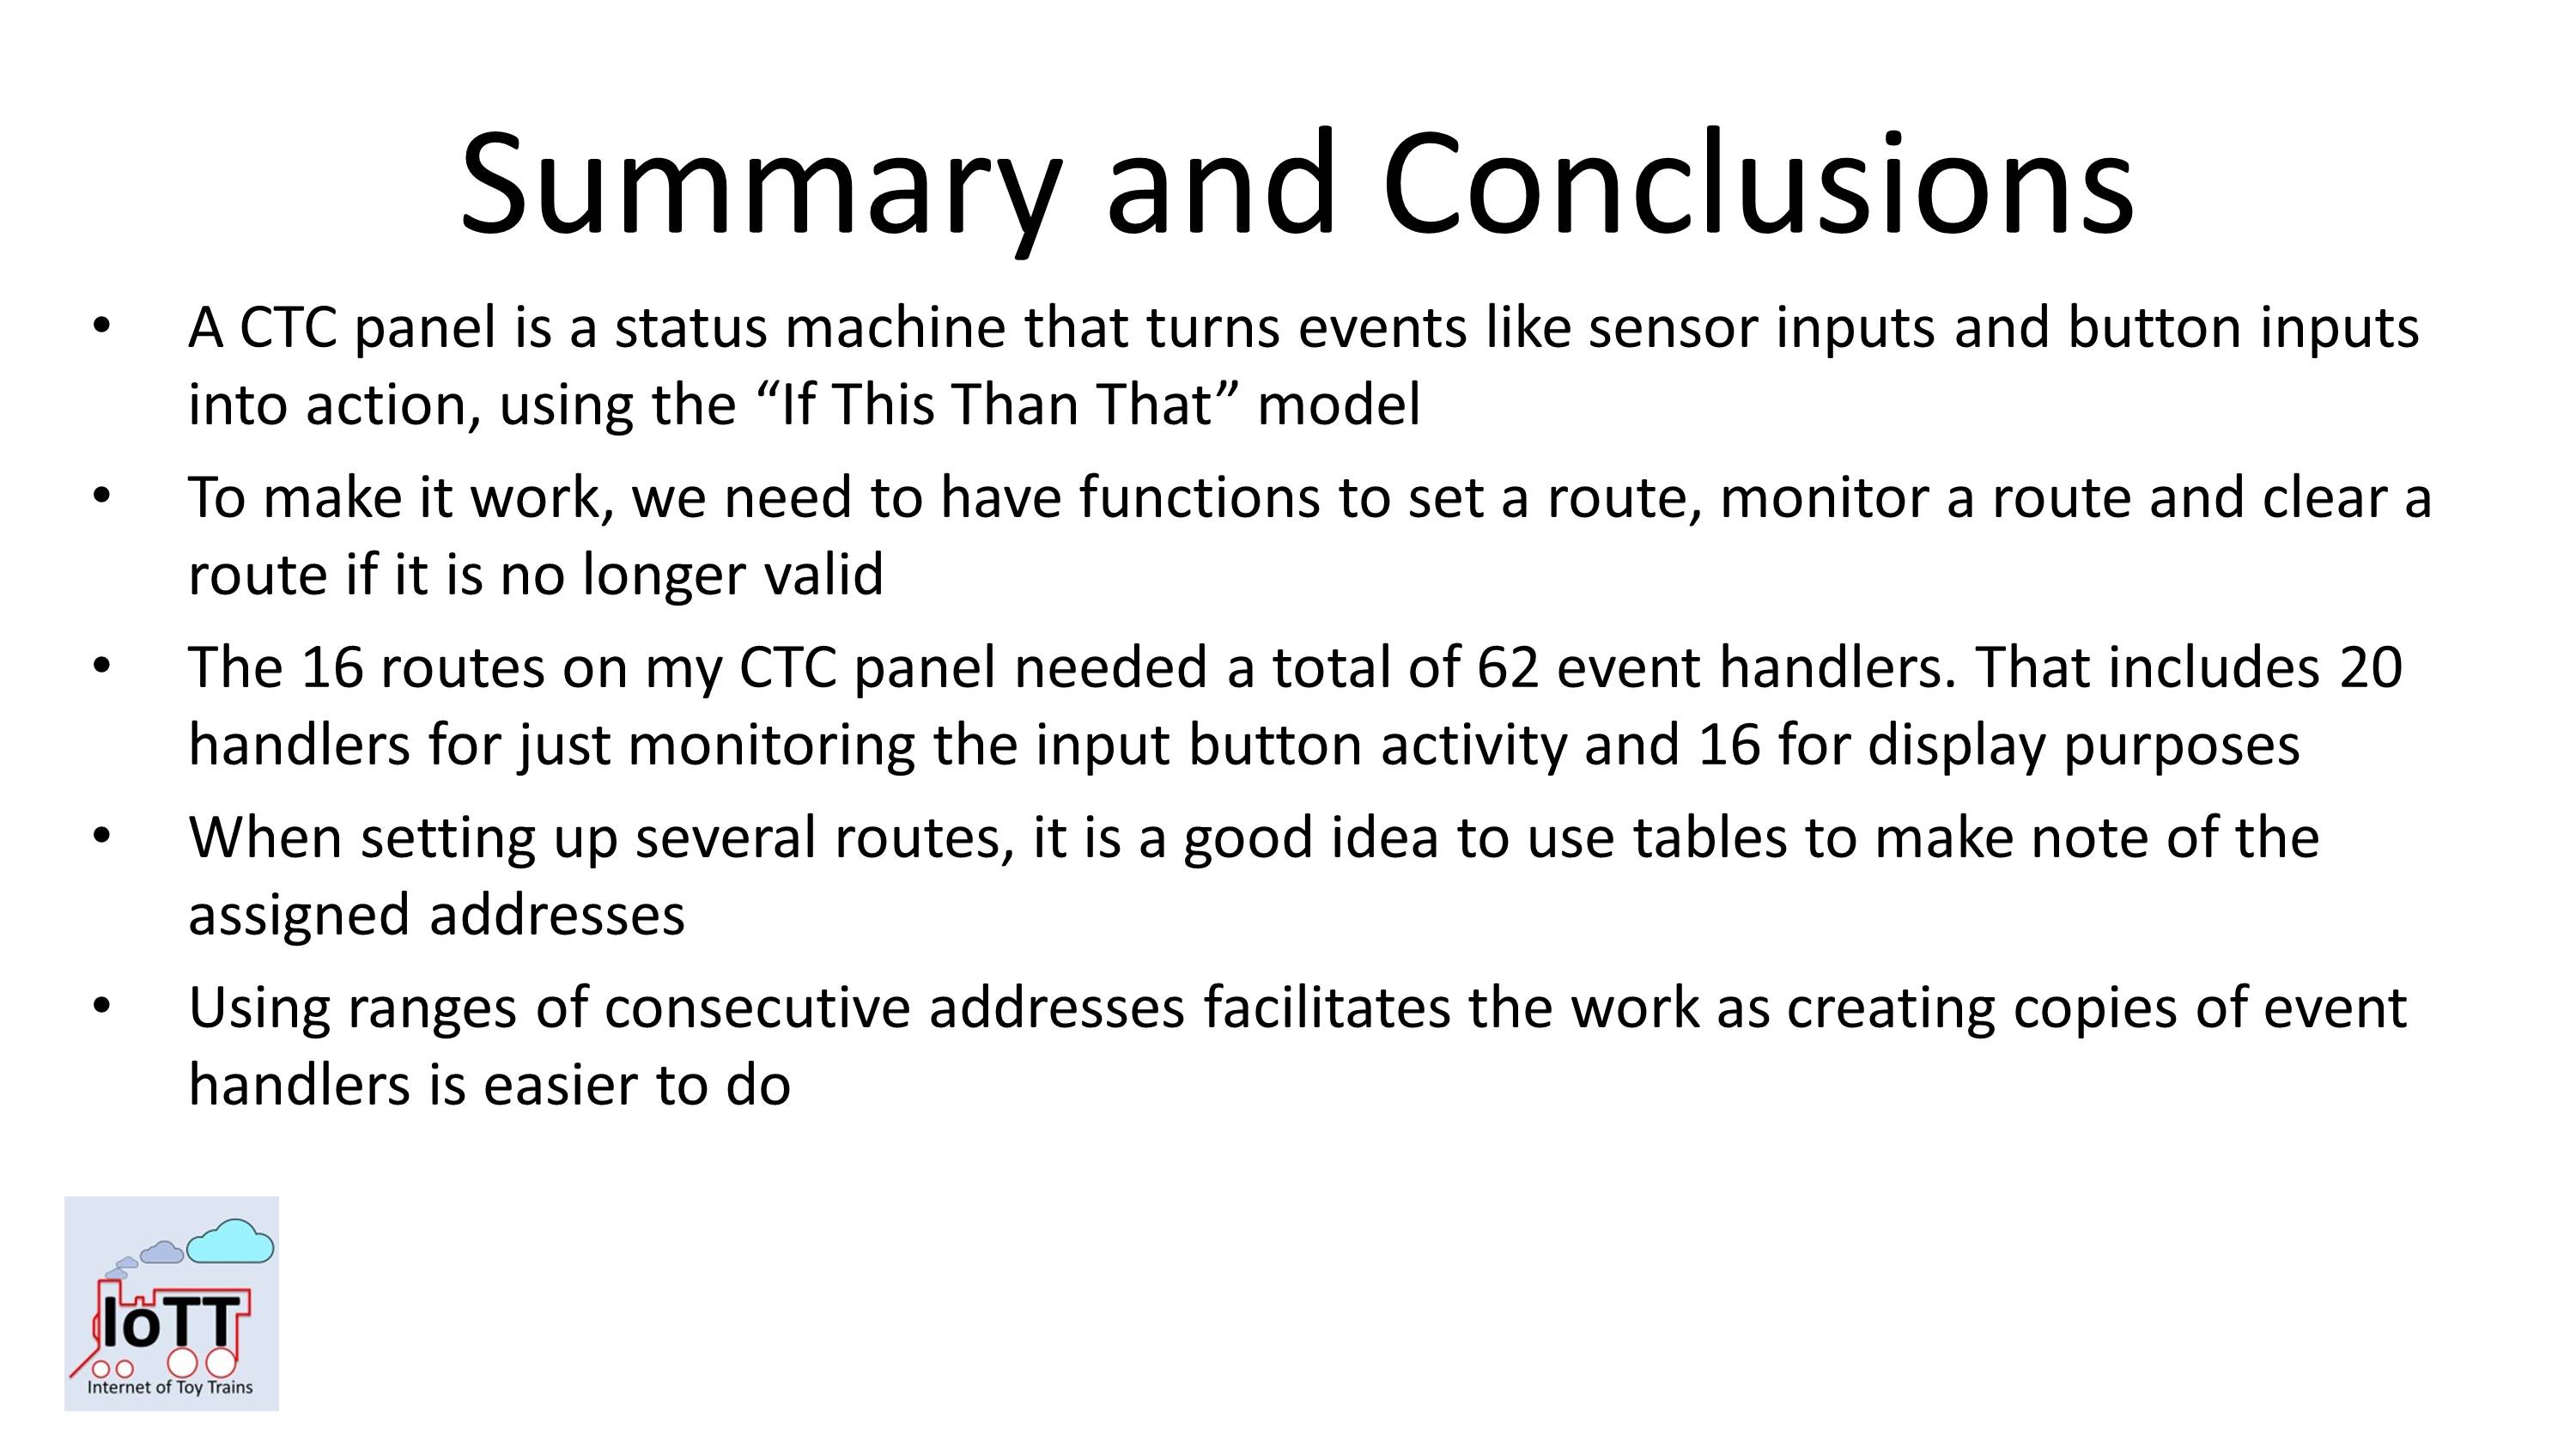 Summary and Conclusions
• A CTC panel is a status machine that turns events like sensor inputs and button inputs
into action, using the “If This Than That” model
• To make it work, we need to have functions to set a route, monitor a route and clear a
route if it is no longer valid
• The 16 routes on my CTC panel needed a total of 62 event handlers. That includes 20
handlers for just monitoring the input button activity and 16 for display purposes
• When setting up several routes, it is a good idea to use tables to make note of the
assigned addresses
• Using ranges of consecutive addresses facilitates the work as creating copies of event
handlers is easier to do
IoTT
Internet of Toy Trains